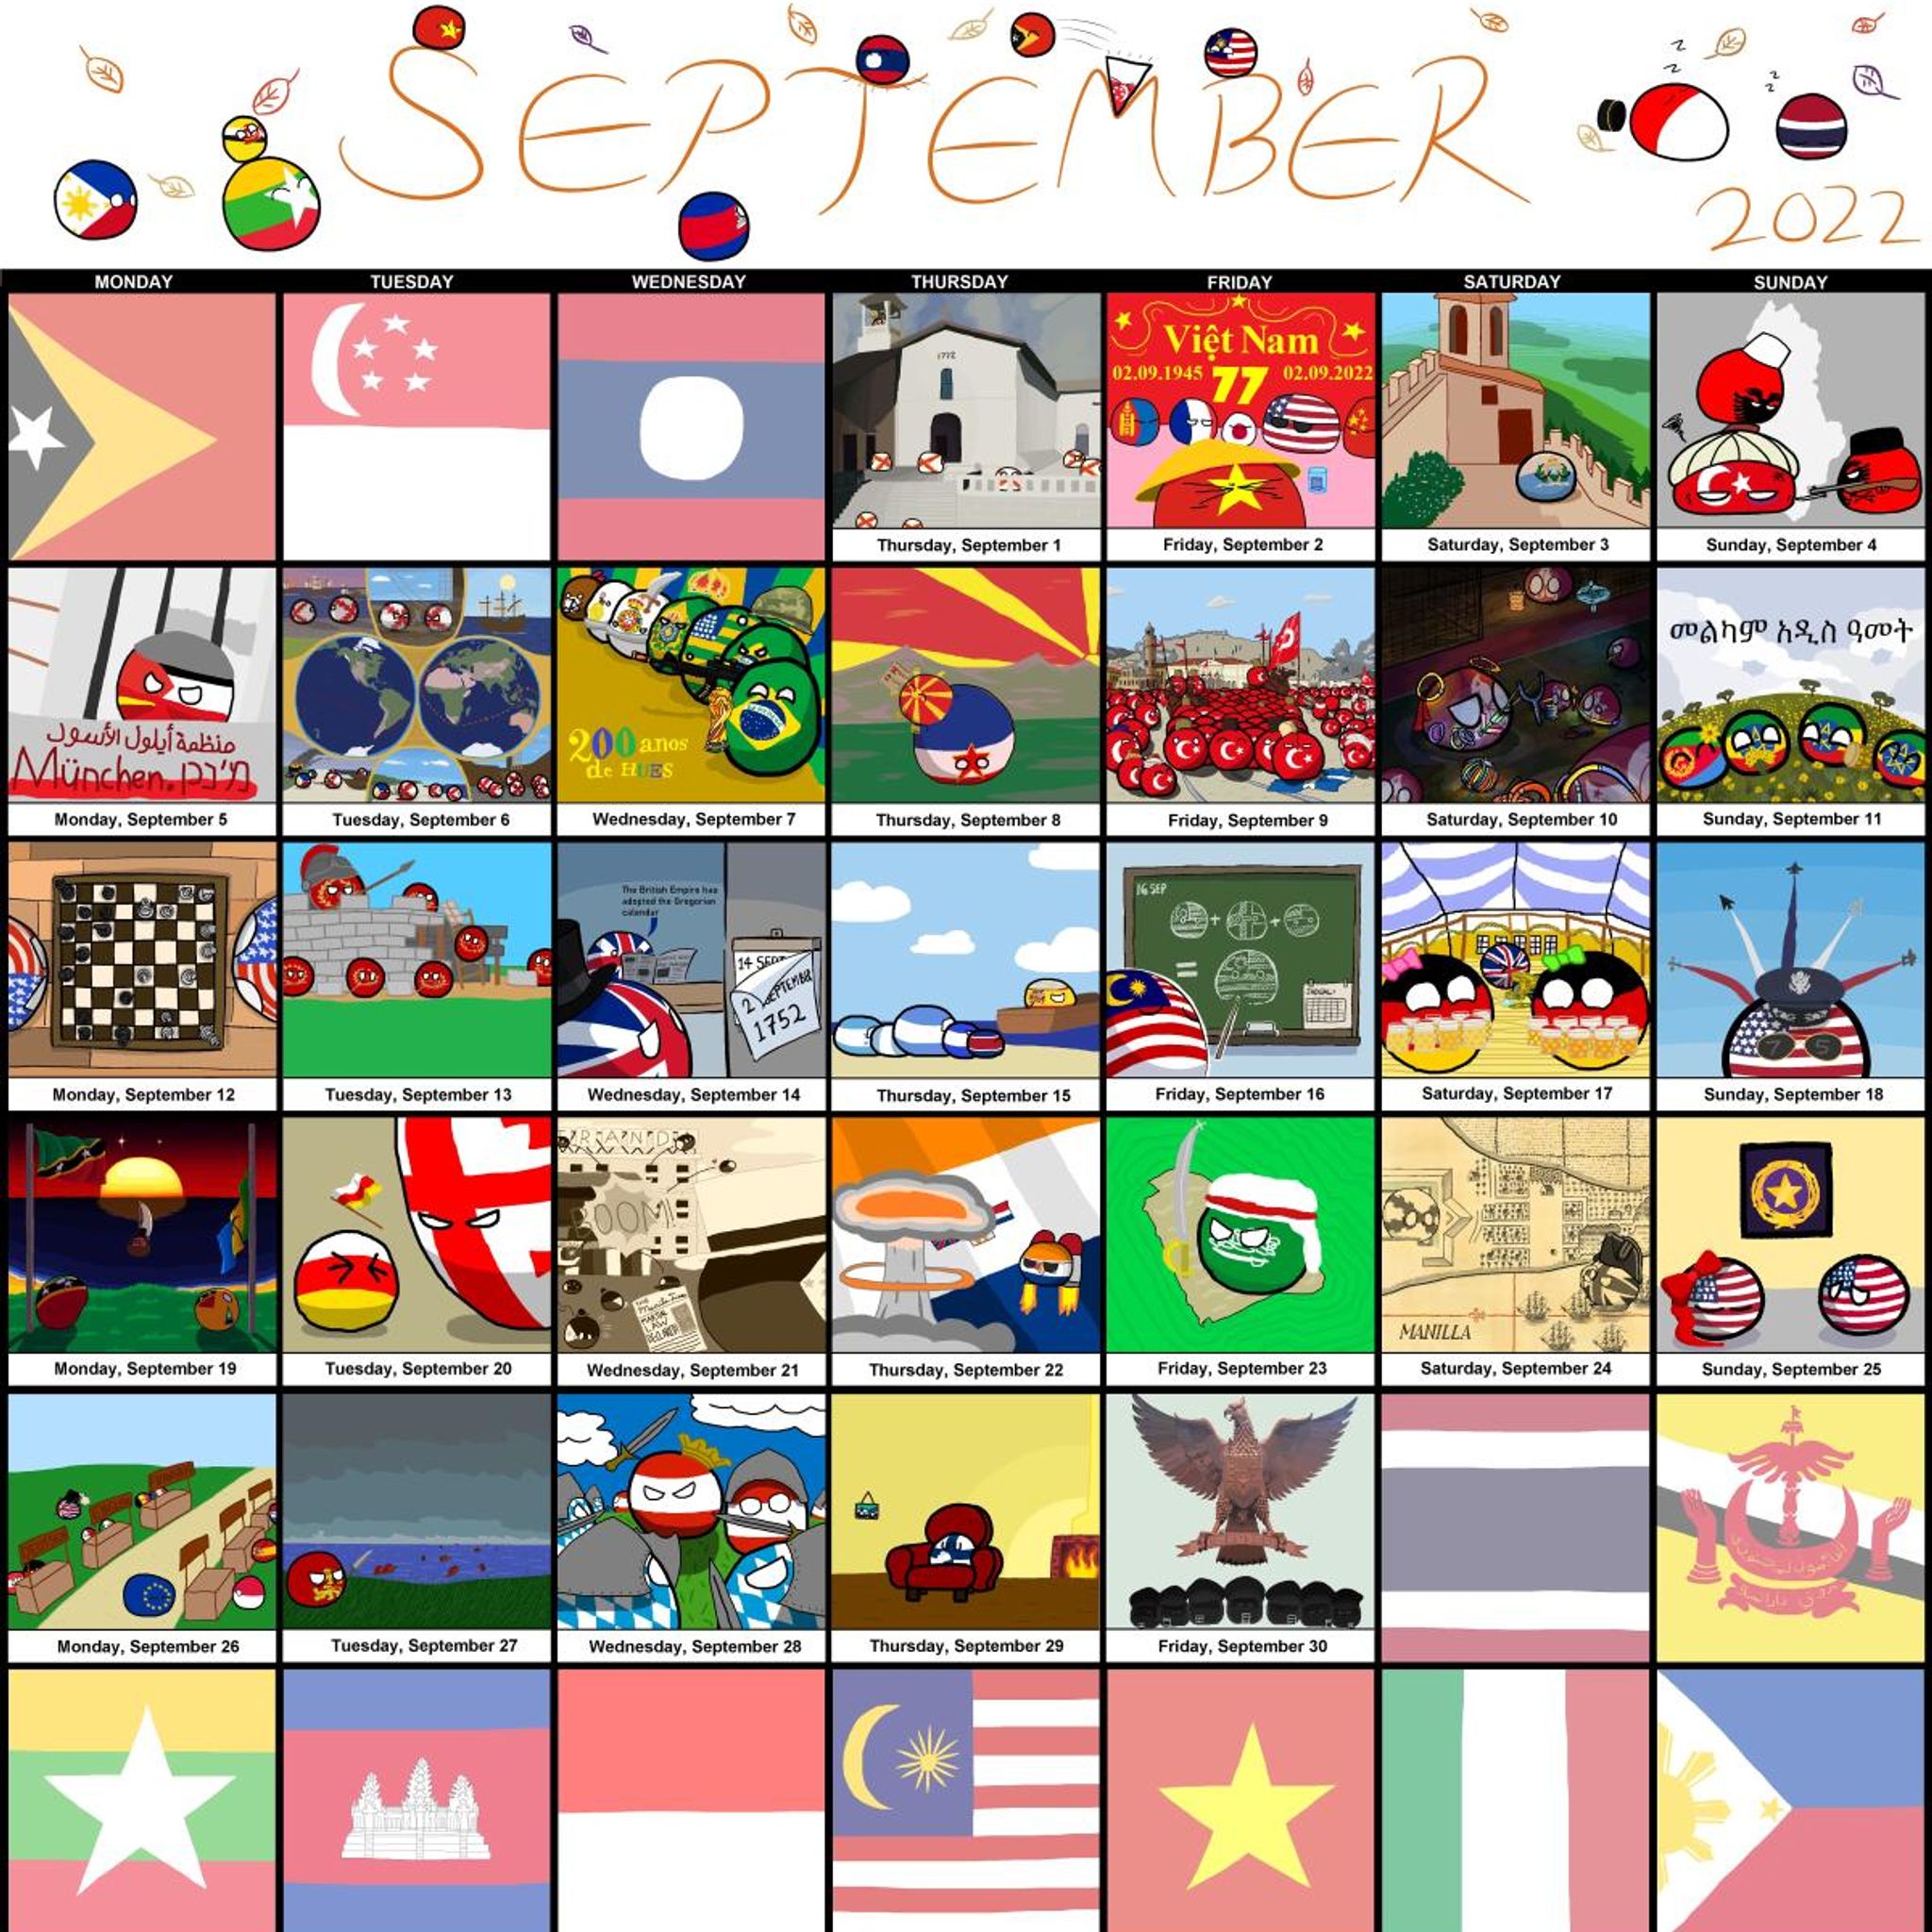 SEPTEMBER
2022
MONDAY
TUESDAY
WEDNESDAY
THURSDAY
FRIDAY
SATURDAY
SUNDAY
1772
Thursday, September 1
Việt Nam
02.09.1945 77 02.09.2022
Friday, September 2
Saturday, September 3
Sunday, September 4
منظمة أيلول الأسود
München, מינכן
Monday, September 5
Tuesday, September 6
200 anos
de HUES
Wednesday, September 7
Thursday, September 8
Friday, September 9
Saturday, September 10
መልካም አዲስ ዓመት
Sunday, September 11
Monday, September 12
Tuesday, September 13
The British Empire has
adopted the Gregorian
calendar
14 SEPT
2 SEPTEMBER
1752
Wednesday, September 14
Thursday, September 15
16 SEP
+ +
=
Friday, September 16
Saturday, September 17
7 5
Sunday, September 18
Monday, September 19
Tuesday, September 20
MARTIAL
LAW
DECLARED
Wednesday, September 21
Thursday, September 22
Friday, September 23
MANILLA
Saturday, September 24
Sunday, September 25
Monday, September 26
Tuesday, September 27
Wednesday, September 28
Thursday, September 29
Friday, September 30